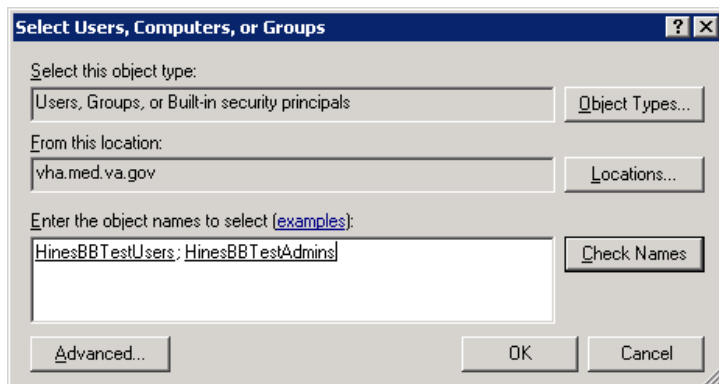 Select Users, Computers, or Groups
Select this object type:
Users, Groups, or Built-in security principals
Object Types...
From this location:
vha.med.va.gov
Locations...
Enter the object names to select (examples):
HinesBBTestUsers; HinesBBTestAdmins
Check Names
Advanced...
OK
Cancel